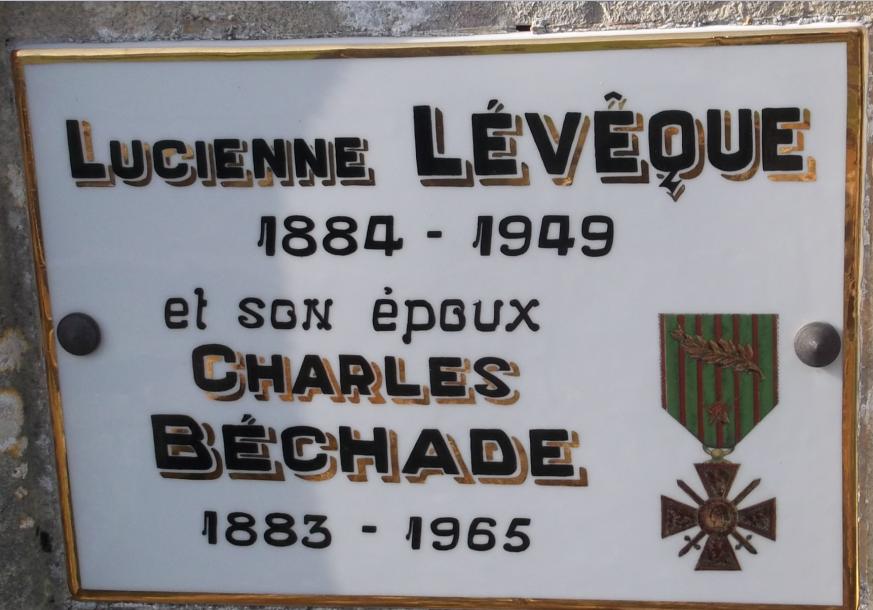 LUCIENNE LÉVÊQUE
1884 - 1949
et son époux
CHARLES
BÉCHADE
1883 - 1965